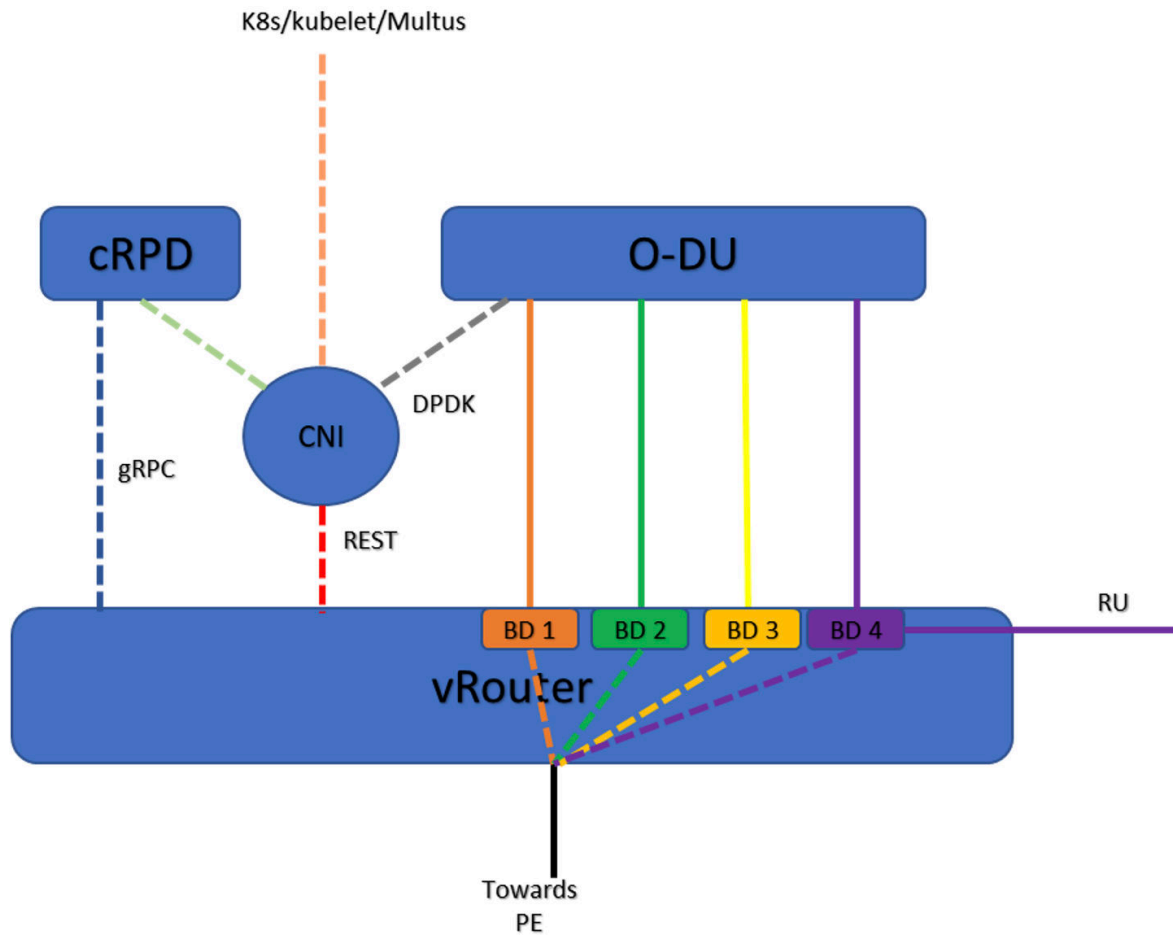 K8s/kubelet/Multus
cRPD
O-DU
DPDK
CNI
gRPC
REST
RU
BD 1
BD 2
BD 3
BD 4
vRouter
Towards
PE